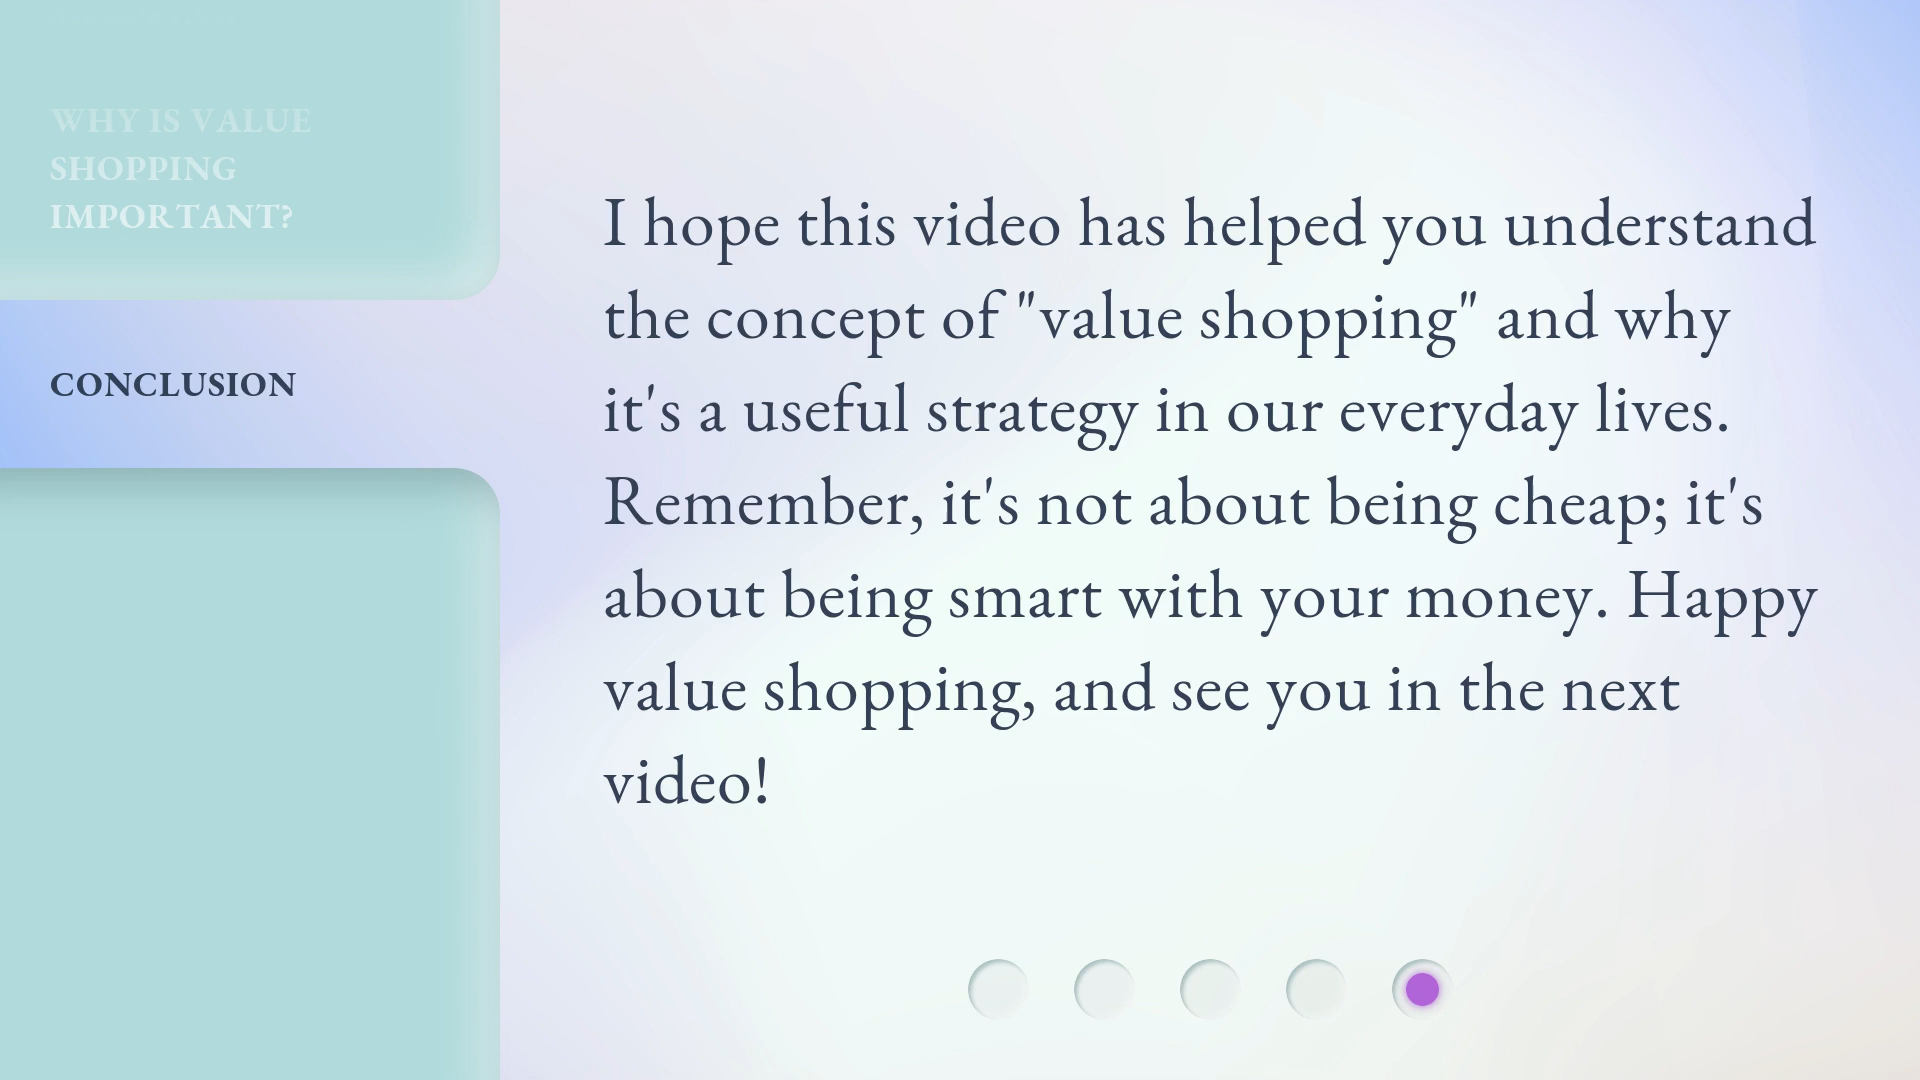 WHY IS VALUE
SHOPPING
IMPORTANT?
CONCLUSION
I hope this video has helped you understand
the concept of "value shopping" and why
it's a useful strategy in our everyday lives.
Remember, it's not about being cheap; it's
about being smart with your money. Happy
value shopping, and see you in the next
video!